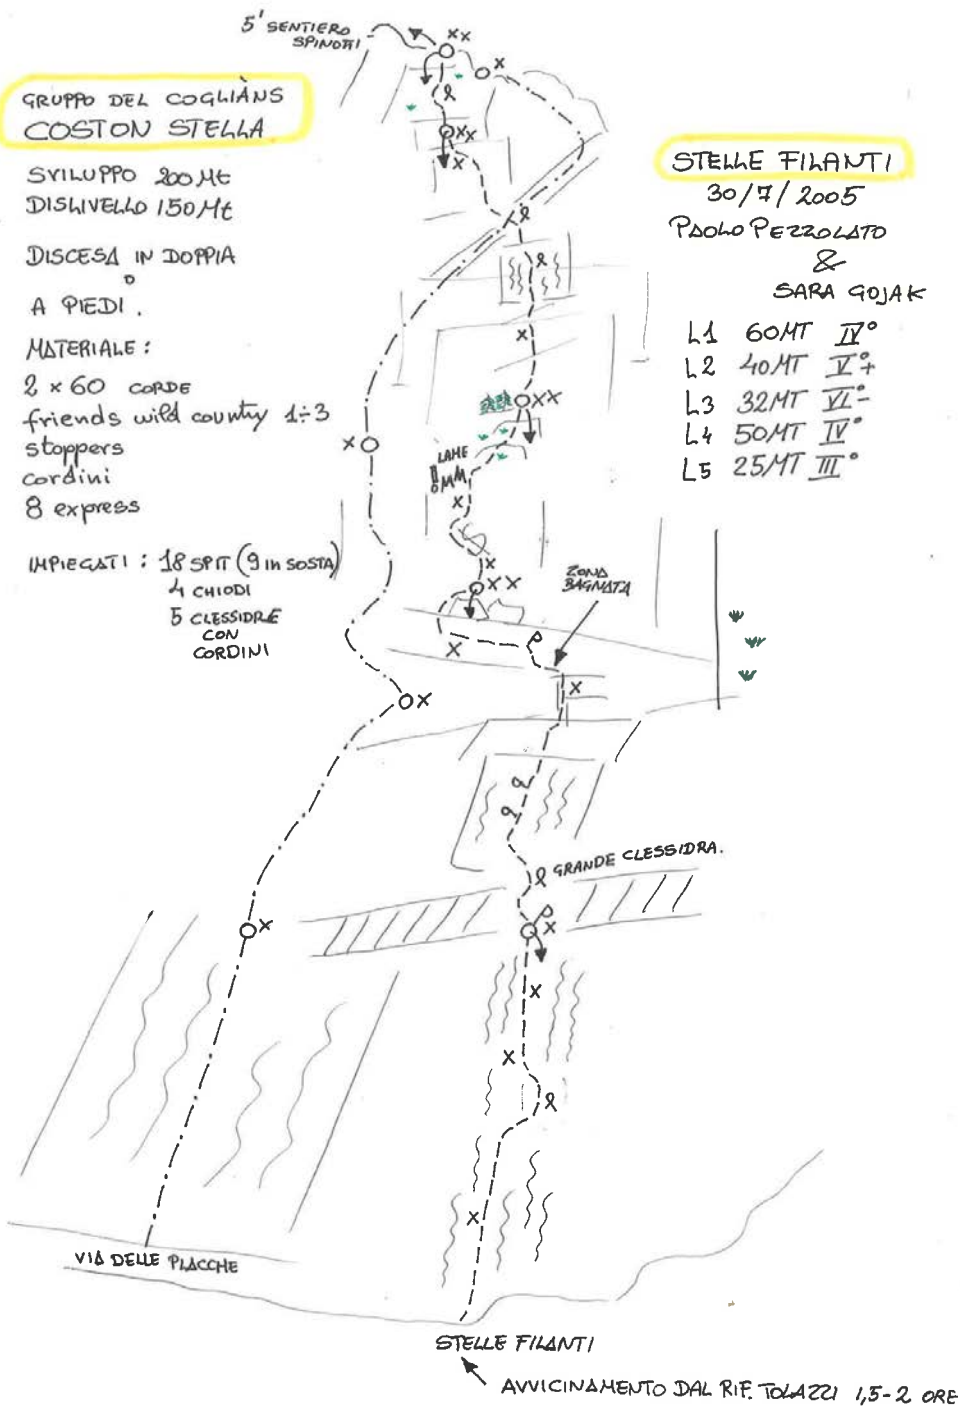 5' SENTIERO
SPINOTTI
GRUPPO DEL COGLIÀNS
COSTON STELLA
SVILUPPO 200 Mt
DISLIVELLO 150 Mt
DISCESA IN DOPPIA
O
A PIEDI.
MATERIALE:
2 x 60 CORDE
friends wild county 1÷3
stoppers
cordini
8 express
IMPIEGATI: 18 SPIT (9 in SOSTA)
4 CHIODI
5 CLESSIDRE
CON
CORDINI
STELLE FILANTI
30/7/2005
PAOLO PEZZOLATO
&
SARA GOJAK
L1 60MT IV°
L2 40MT V°+
L3 32MT VI°-
L4 50MT IV°
L5 25MT III°
LAME
ZONA
BAGNATA
GRANDE CLESSIDRA.
VIA DELLE PLACCHE
STELLE FILANTI
AVVICINAMENTO DAL RIF. TOLAZZI 1,5-2 ORE